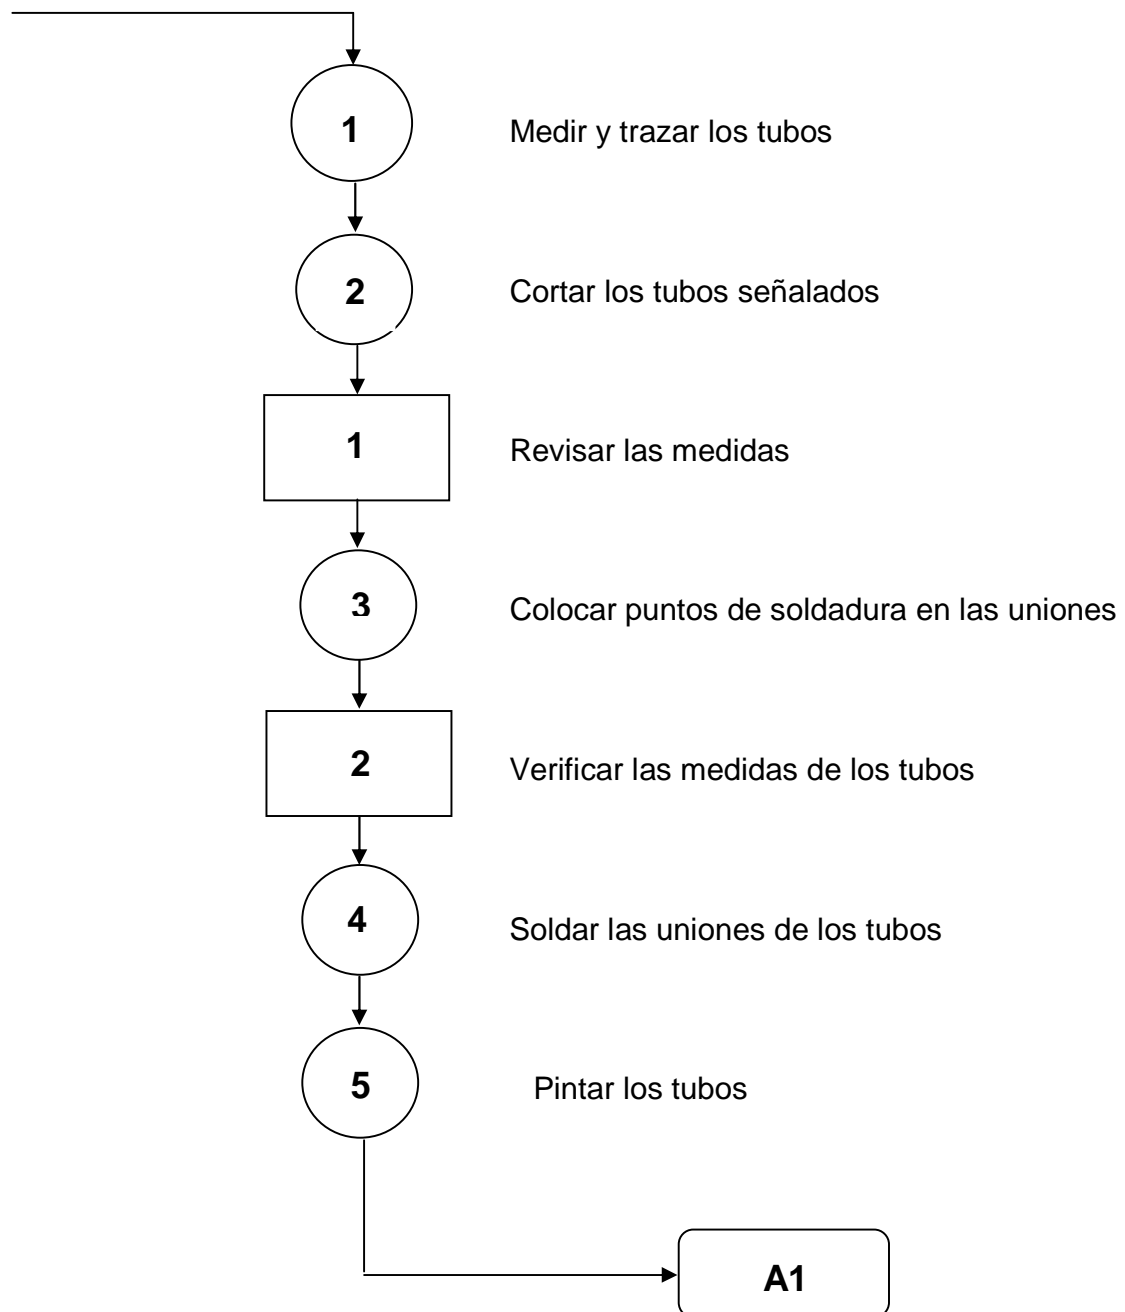 1 Medir y trazar los tubos
2 Cortar los tubos señalados
1 Revisar las medidas
3 Colocar puntos de soldadura en las uniones
2 Verificar las medidas de los tubos
4 Soldar las uniones de los tubos
5 Pintar los tubos
A1